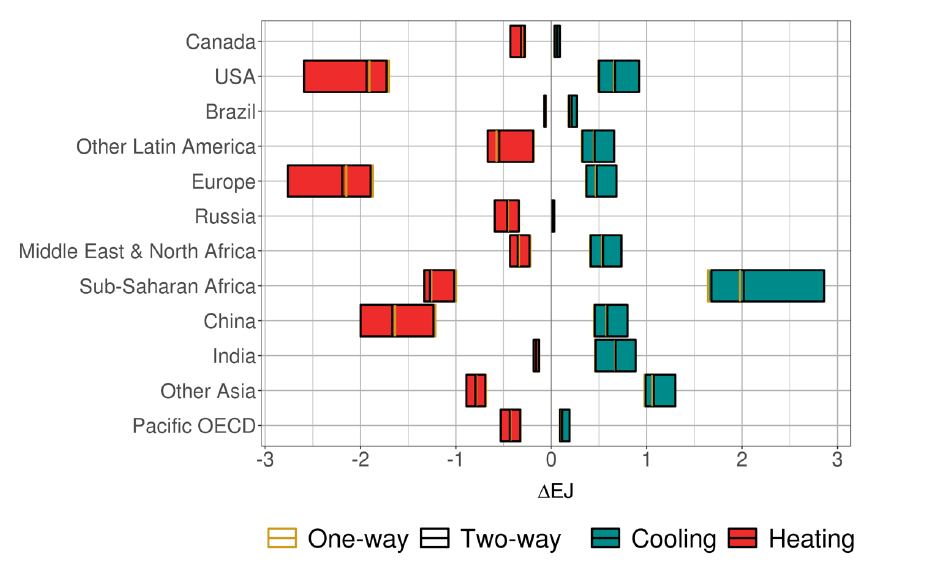 Canada
USA
Brazil
Other Latin America
Europe
Russia
Middle East & North Africa
Sub-Saharan Africa
China
India
Other Asia
Pacific OECD
-3 -2 -1 0 1 2 3
ΔEJ
One-way Two-way Cooling Heating